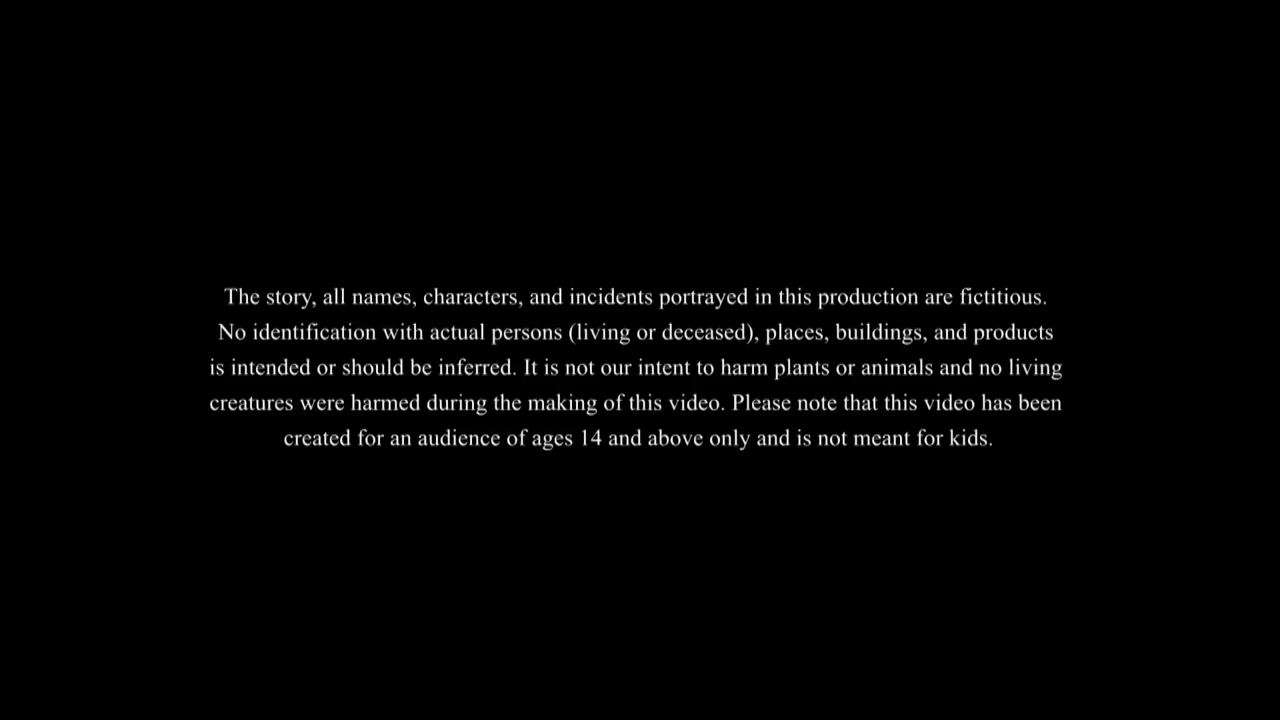 The story, all names, characters, and incidents portrayed in this production are fictitious.
No identification with actual persons (living or deceased), places, buildings, and products
is intended or should be inferred. It is not our intent to harm plants or animals and no living
creatures were harmed during the making of this video. Please note that this video has been
created for an audience of ages 14 and above only and is not meant for kids.